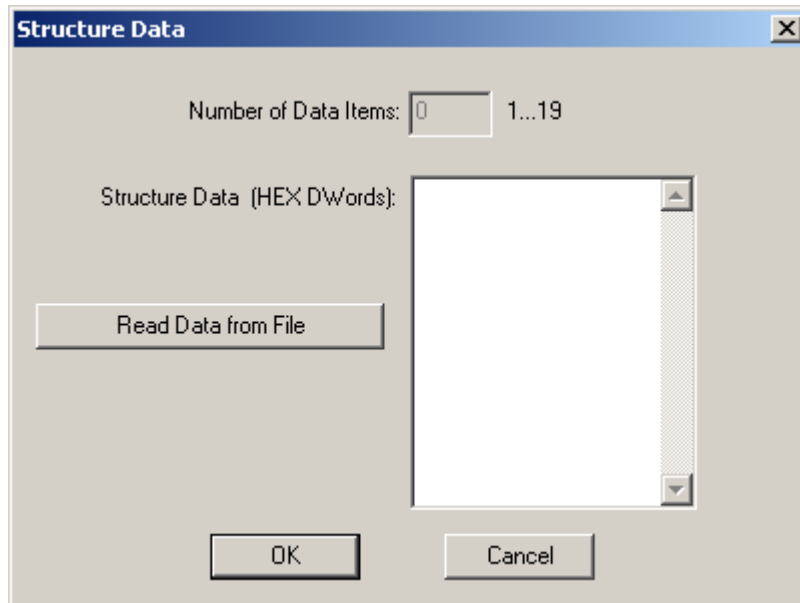 Structure Data
Number of Data Items: 0 1...19
Structure Data (HEX DWords):
Read Data from File
OK Cancel